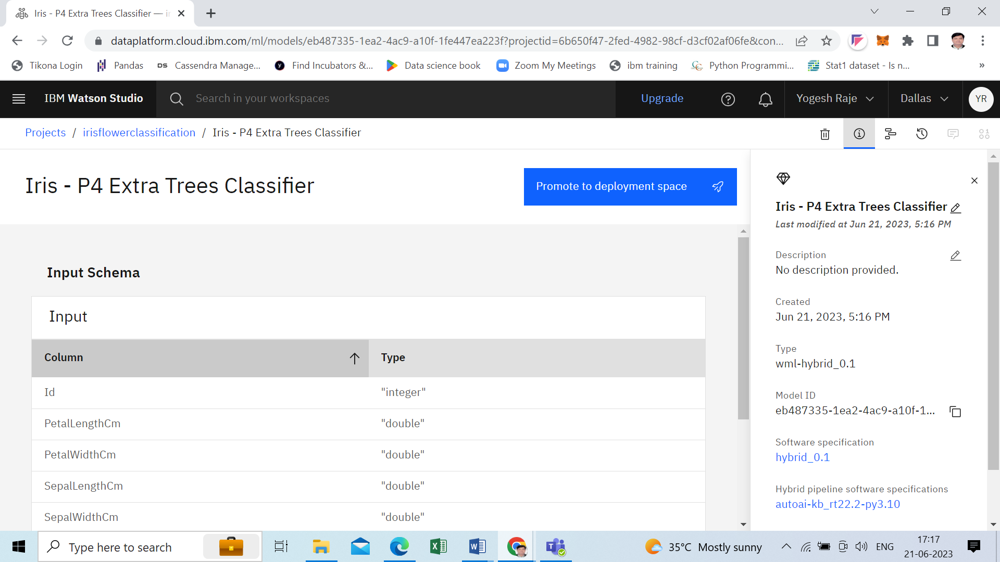 Iris - P4 Extra Trees Classifier — ir
dataplatform.cloud.ibm.com/ml/models/eb487335-1ea2-4ac9-a10f-1fe447ea223f?projectid=6b650f47-2fed-4982-98cf-d3cf02af06fe&con...
Tikona Login Pandas DS Cassendra Manage... Find Incubators &... Data science book Zoom My Meetings ibm training Python Programmi... Stat1 dataset - Is n... »
IBM Watson Studio Search in your workspaces Upgrade Yogesh Raje Dallas YR
Projects / irisflowerclassification / Iris - P4 Extra Trees Classifier
Iris - P4 Extra Trees Classifier
Promote to deployment space
Input Schema
Input
Column Type
Id "integer"
PetalLengthCm "double"
PetalWidthCm "double"
SepalLengthCm "double"
SepalWidthCm "double"
Iris - P4 Extra Trees Classifier
Last modified at Jun 21, 2023, 5:16 PM
Description
No description provided.
Created
Jun 21, 2023, 5:16 PM
Type
wml-hybrid_0.1
Model ID
eb487335-1ea2-4ac9-a10f-1...
Software specification
hybrid_0.1
Hybrid pipeline software specifications
autoai-kb_rt22.2-py3.10
Type here to search
35°C Mostly sunny
ENG
17:17
21-06-2023